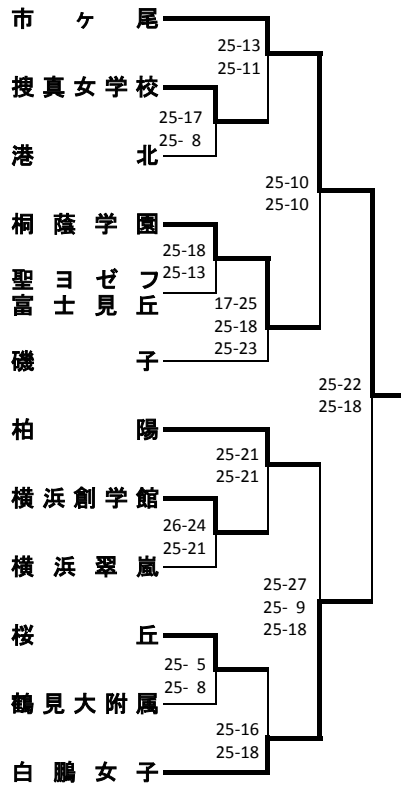 市ヶ尾
25-13
25-11
捜真女学校
25-17
25- 8
港北
25-10
25-10
桐蔭学園
25-18
25-13
聖ヨゼフ
富士見丘
17-25
25-18
25-23
磯子
25-22
25-18
柏陽
25-21
25-21
横浜創学館
26-24
25-21
横浜翠嵐
25-27
25- 9
25-18
桜丘
25- 5
25- 8
鶴見大附属
25-16
25-18
白鵬女子